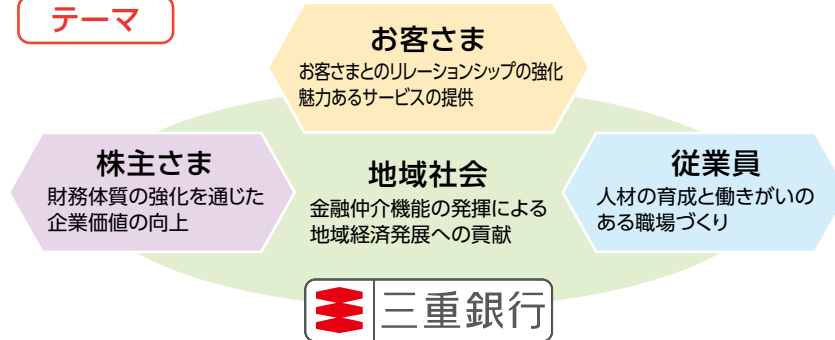 テーマ
お客さま
お客さまとのリレーションシップの強化
魅力あるサービスの提供
株主さま
財務体質の強化を通じた
企業価値の向上
地域社会
金融仲介機能の発揮による
地域経済発展への貢献
従業員
人材の育成と働きがいの
ある職場づくり
三重銀行